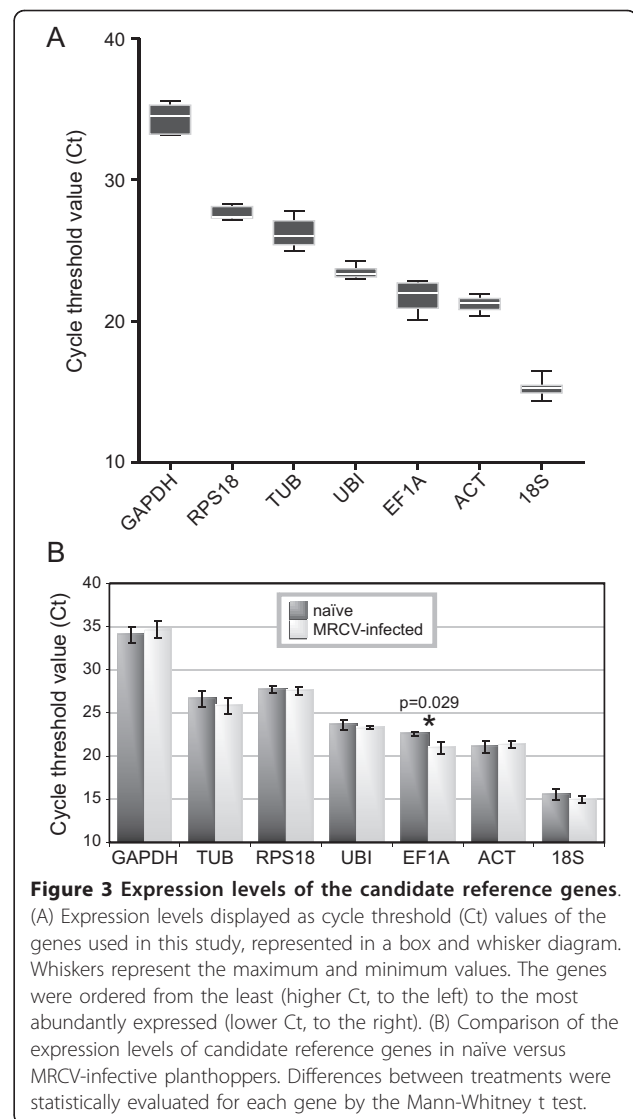 A
40
30
20
10
Cycle threshold value (Ct)
GAPDH
RPS18
TUB
UBI
EF1A
ACT
18S
B
40
35
30
25
20
15
10
Cycle threshold value (Ct)
naïve
MRCV-infected
p=0.029
*
GAPDH TUB RPS18 UBI EF1A ACT 18S
Figure 3 Expression levels of the candidate reference genes.
(A) Expression levels displayed as cycle threshold (Ct) values of the
genes used in this study, represented in a box and whisker diagram.
Whiskers represent the maximum and minimum values. The genes
were ordered from the least (higher Ct, to the left) to the most
abundantly expressed (lower Ct, to the right). (B) Comparison of the
expression levels of candidate reference genes in naïve versus
MRCV-infective planthoppers. Differences between treatments were
statistically evaluated for each gene by the Mann-Whitney t test.